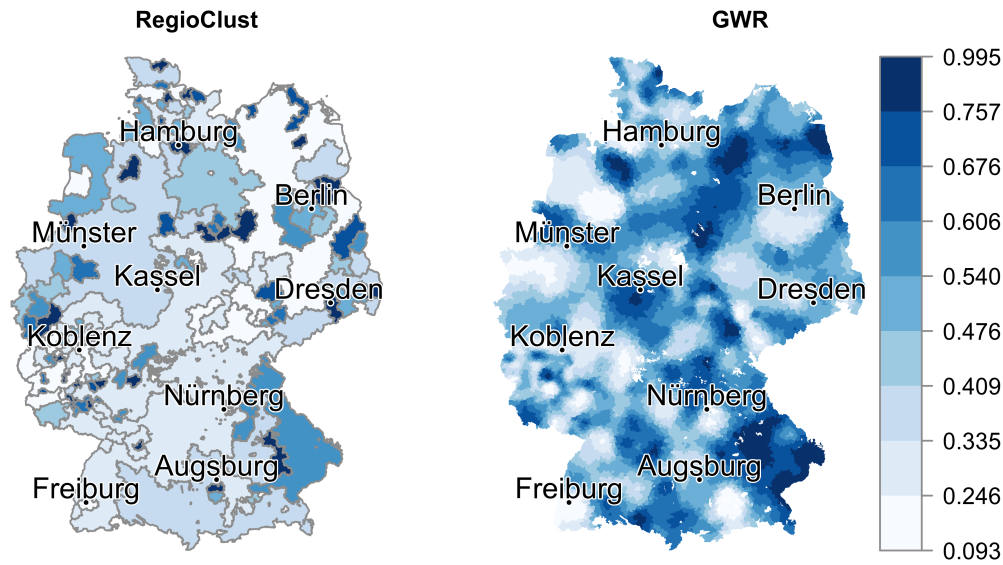 RegioClust
GWR
Hamburg
Berlin
Münster
Kassel
Dresden
Koblenz
Nürnberg
Augsburg
Freiburg
Hamburg
Berlin
Münster
Kassel
Dresden
Koblenz
Nürnberg
Augsburg
Freiburg
0.995
0.757
0.676
0.606
0.540
0.476
0.409
0.335
0.246
0.093